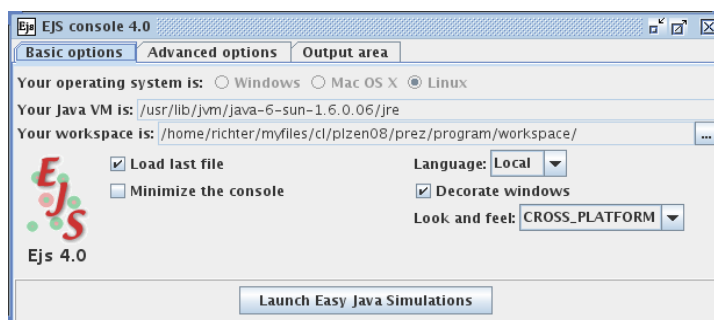 Ejs EJS console 4.0
Basic options Advanced options Output area
Your operating system is: Windows Mac OS X Linux
Your Java VM is: /usr/lib/jvm/java-6-sun-1.6.0.06/jre
Your workspace is: /home/richter/myfiles/cl/plzen08/prez/program/workspace/ ...
Load last file Language: Local
Minimize the console Decorate windows
EJS
Look and feel: CROSS_PLATFORM
Ejs 4.0
Launch Easy Java Simulations